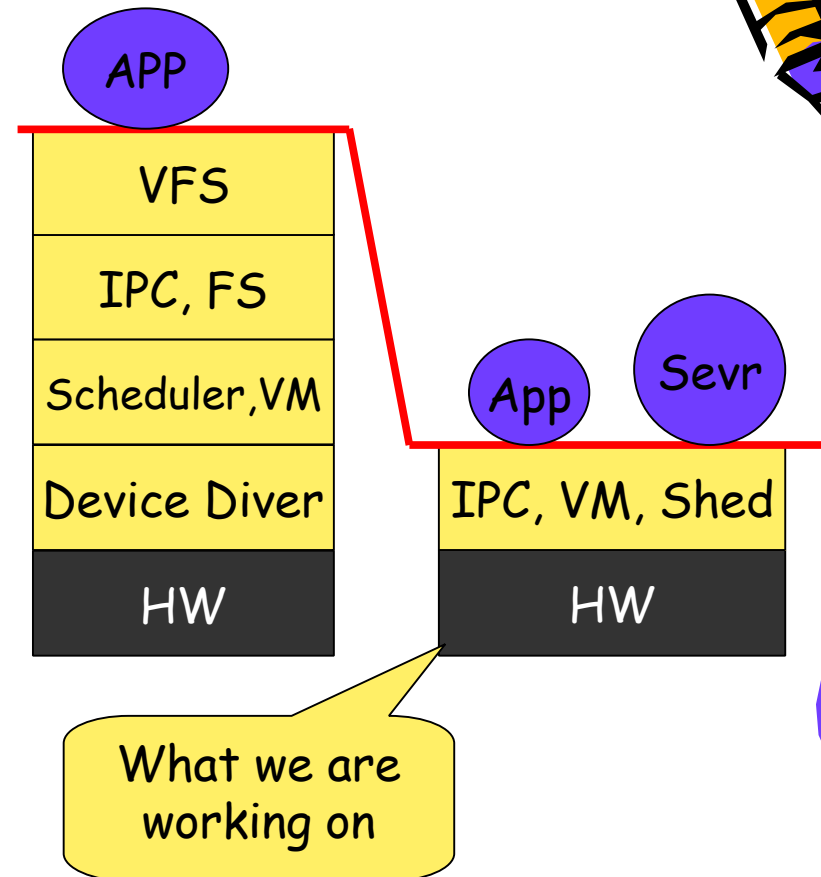 APP
VFS
IPC, FS
Scheduler,VM
Device Diver
HW
App
Sevr
IPC, VM, Shed
HW
What we are
working on